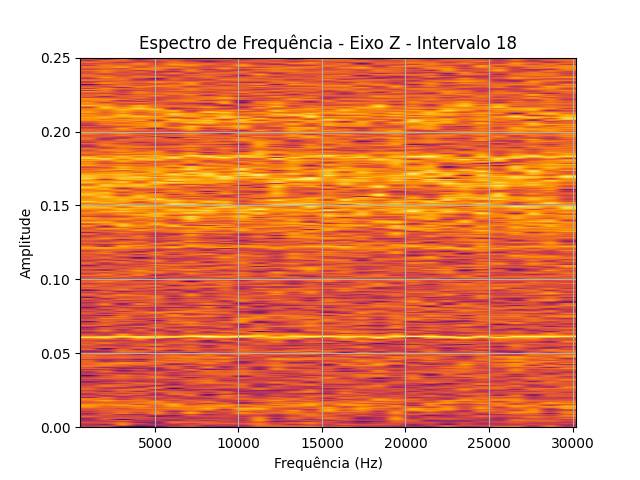 Espectro de Frequência - Eixo Z - Intervalo 18
0.25
0.20
0.15
0.10
0.05
0.00
Amplitude
5000 10000 15000 20000 25000 30000
Frequência (Hz)